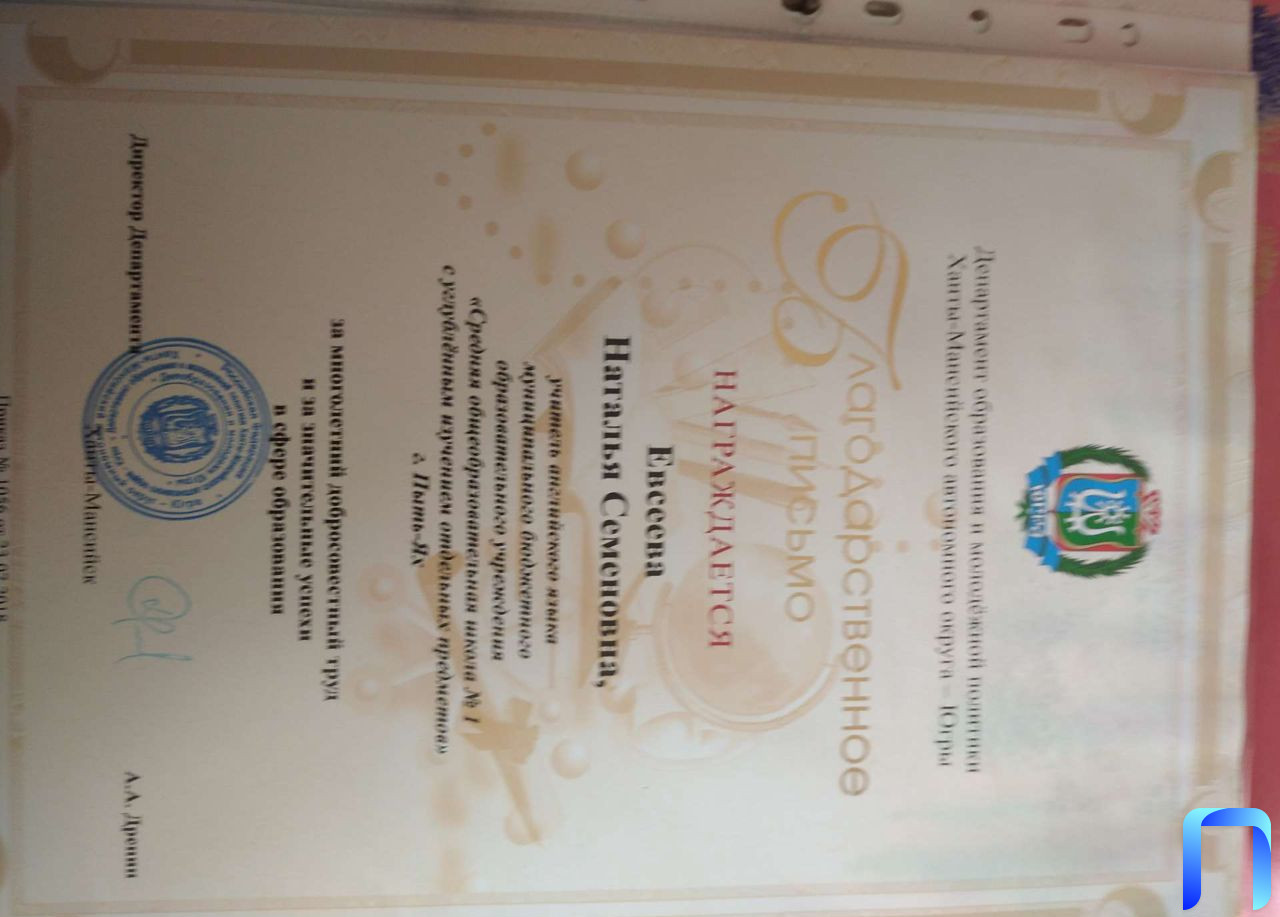 Департамент образования и молодёжной политики
Ханты-Мансийского автономного округа – Югры
Благодарственное
письмо
НАГРАЖДАЕТСЯ
Евсеева
Наталья Семеновна,
учитель английского языка
муниципального бюджетного
образовательного учреждения
«Средняя общеобразовательная школа № 1
с углублённым изучением отдельных предметов»
г. Пыть-Ях
за многолетний добросовестный труд
и за значительные успехи
в сфере образования
Директор Департамента
А.А. Дренин
Ханты-Мансийск